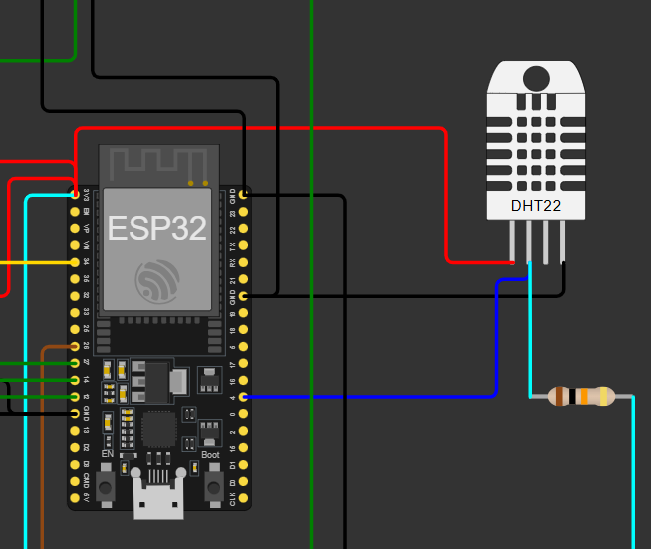 DHT22
ESP32
3V3
EN
VP
VN
34
35
32
33
25
26
27
14
12
GND
13
D2
D3
CMD
5V
GND
23
22
TX
RX
21
GND
19
18
5
17
16
4
0
2
15
D1
D0
CLK
EN
Boot